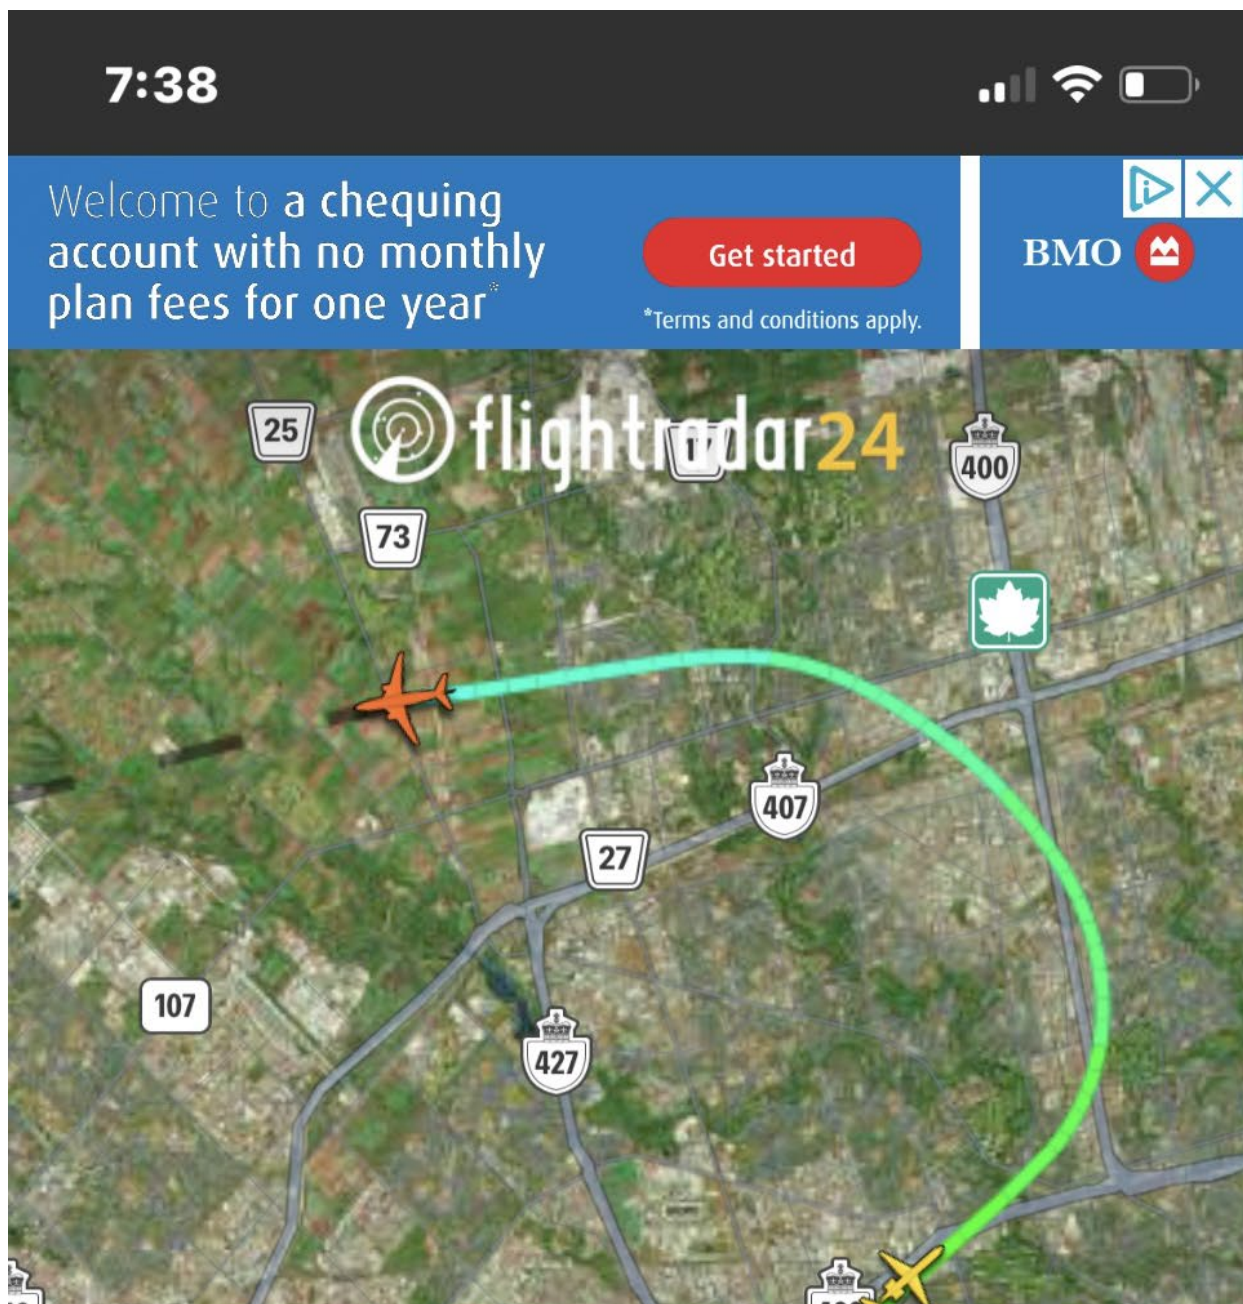 7:38
Welcome to a chequing
account with no monthly
plan fees for one year*
Get started
*Terms and conditions apply.
BMO
flightradar24
25
17
400
73
407
27
107
427